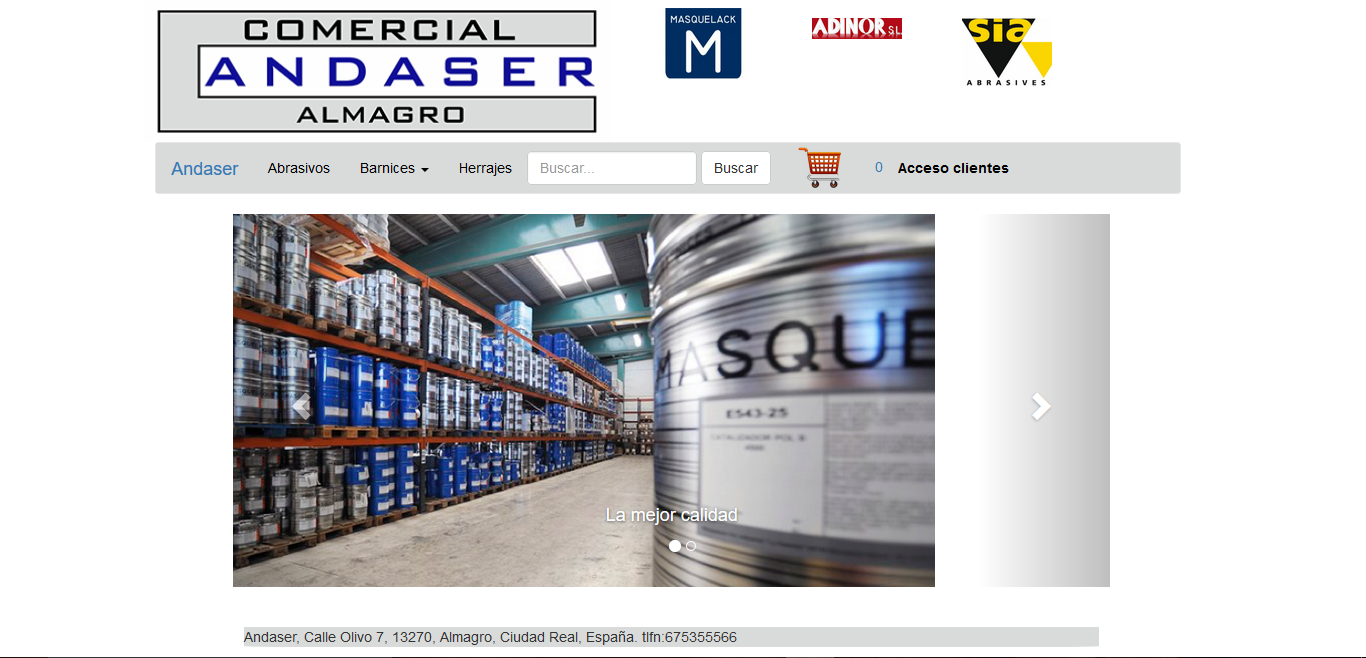 COMERCIAL
ANDASER
ALMAGRO
MASQUELACK
M
ADINOR S.L.
sia
ABRASIVES
Andaser Abrasivos Barnices Herrajes Buscar... Buscar 0 Acceso clientes
MASQUE
E543-25
CATALIZADOR POL S
La mejor calidad
Andaser, Calle Olivo 7, 13270, Almagro, Ciudad Real, España. tlfn:675355566